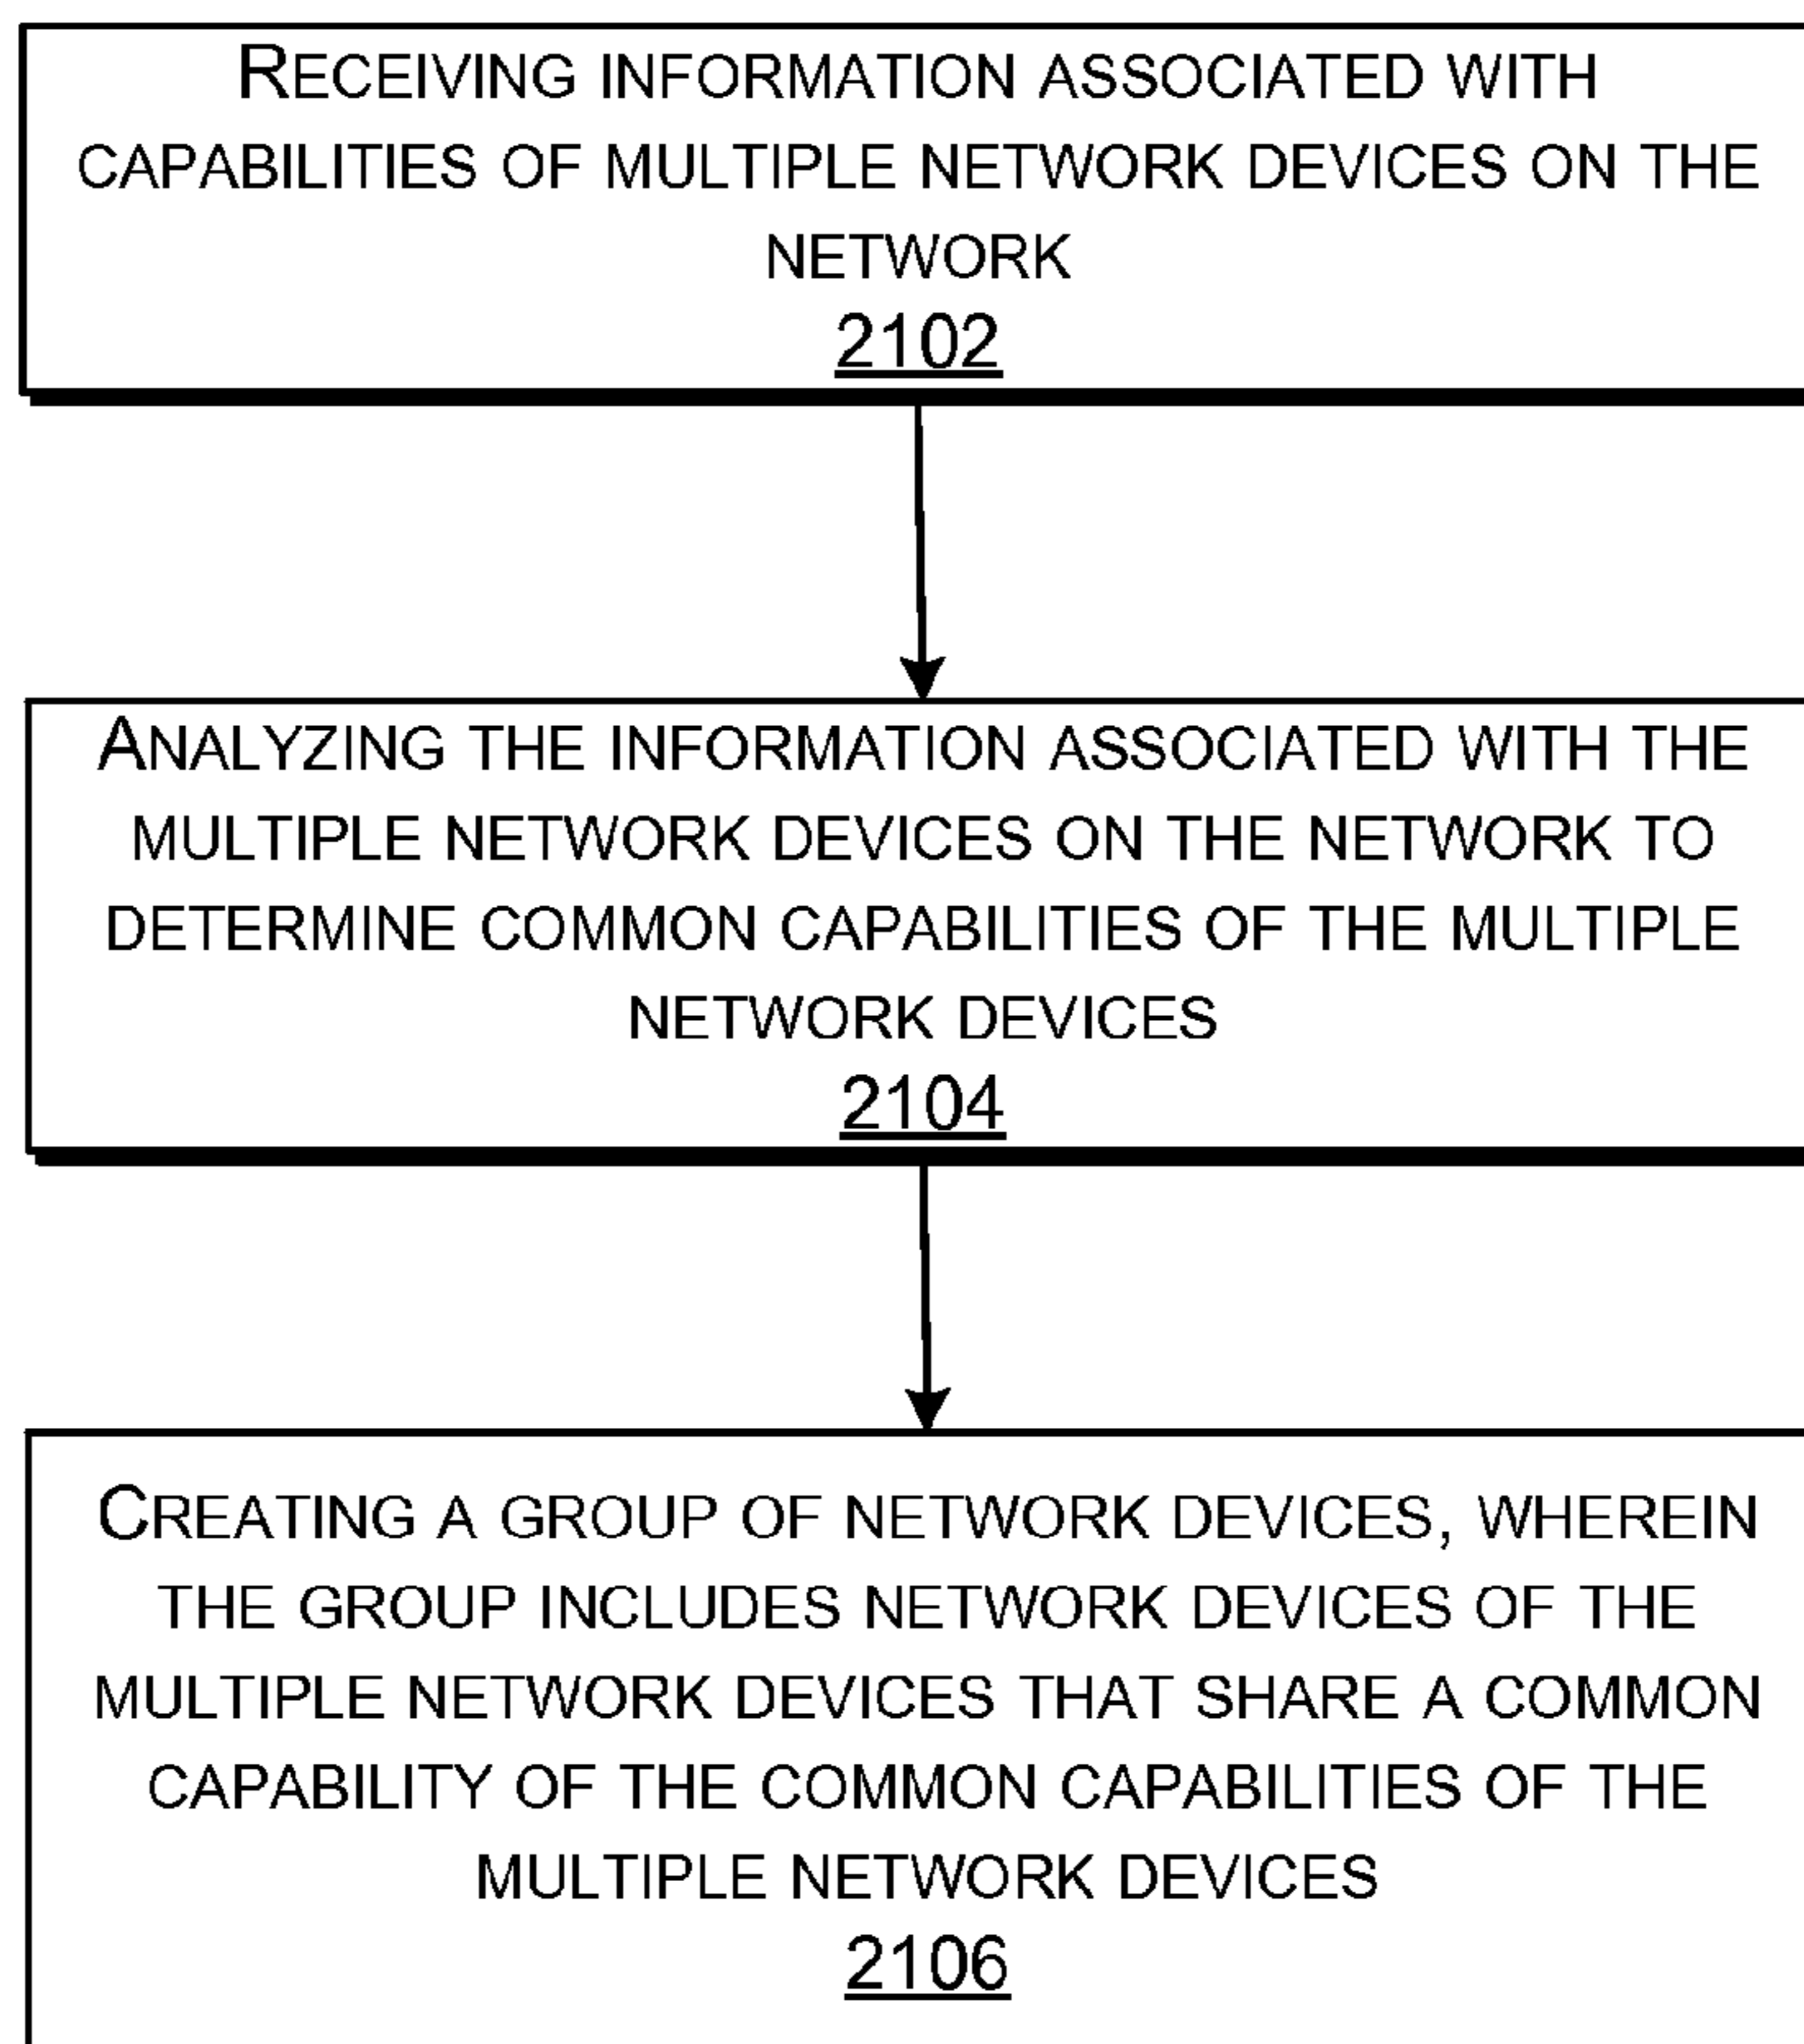 RECEIVING INFORMATION ASSOCIATED WITH
CAPABILITIES OF MULTIPLE NETWORK DEVICES ON THE
NETWORK
2102
ANALYZING THE INFORMATION ASSOCIATED WITH THE
MULTIPLE NETWORK DEVICES ON THE NETWORK TO
DETERMINE COMMON CAPABILITIES OF THE MULTIPLE
NETWORK DEVICES
2104
CREATING A GROUP OF NETWORK DEVICES, WHEREIN
THE GROUP INCLUDES NETWORK DEVICES OF THE
MULTIPLE NETWORK DEVICES THAT SHARE A COMMON
CAPABILITY OF THE COMMON CAPABILITIES OF THE
MULTIPLE NETWORK DEVICES
2106